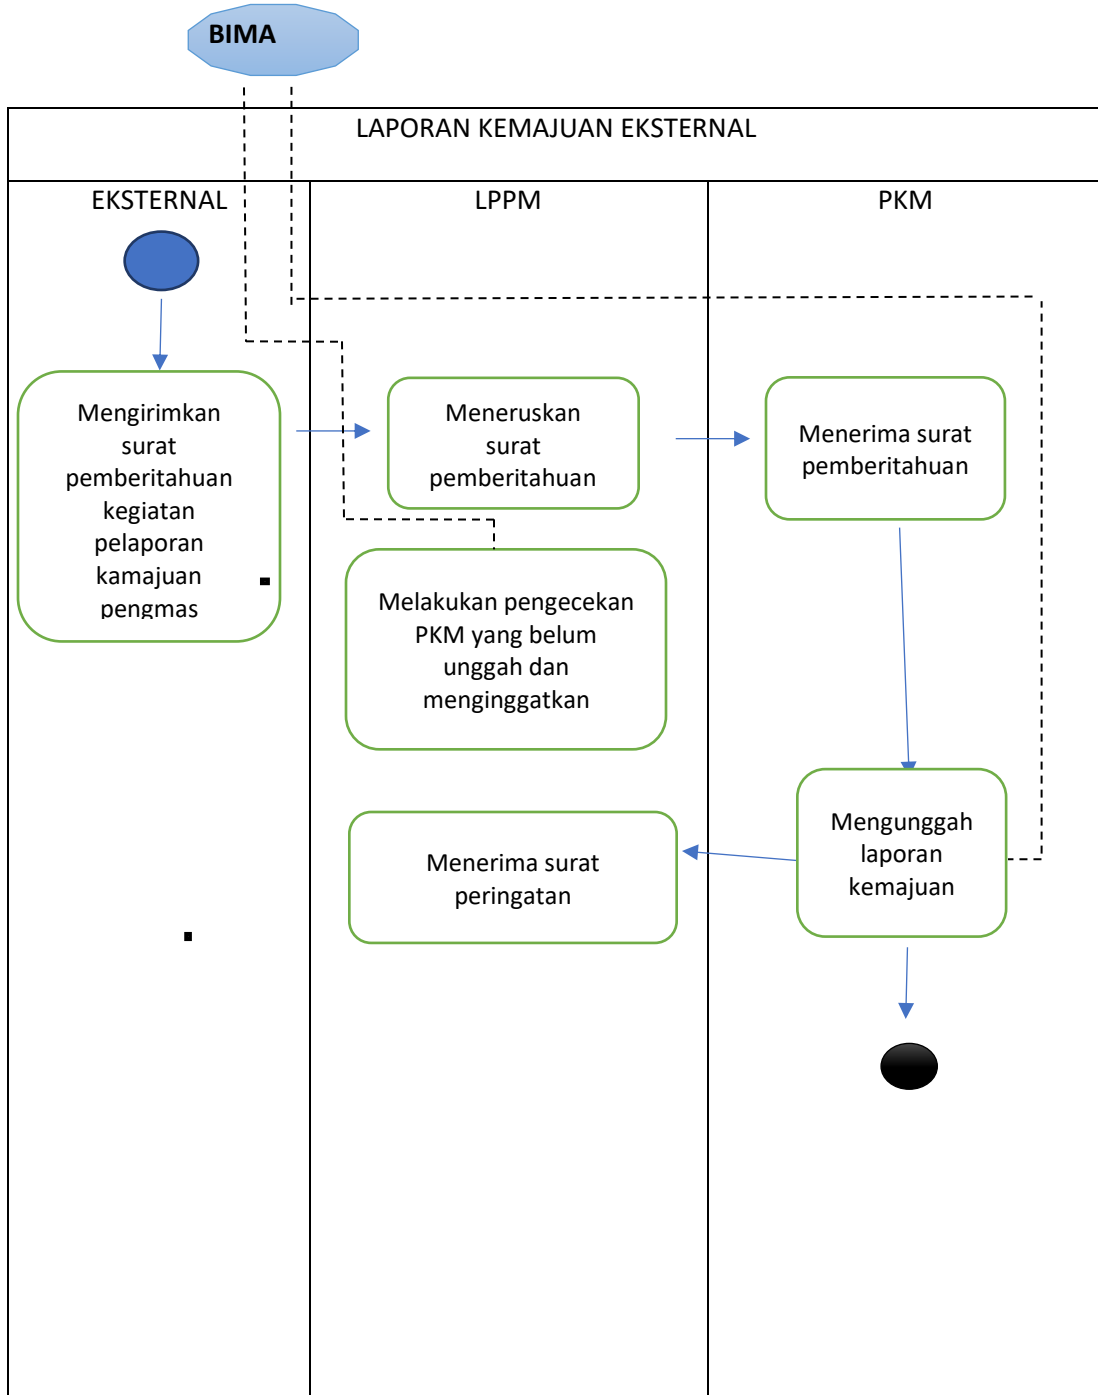 BIMA
LAPORAN KEMAJUAN EKSTERNAL
EKSTERNAL
LPPM
PKM
Mengirimkan
surat
pemberitahuan
kegiatan
pelaporan
kamajuan
pengmas
Meneruskan
surat
pemberitahuan
Menerima surat
pemberitahuan
Melakukan pengecekan
PKM yang belum
unggah dan
menginggatkan
Mengunggah
laporan
kemajuan
Menerima surat
peringatan